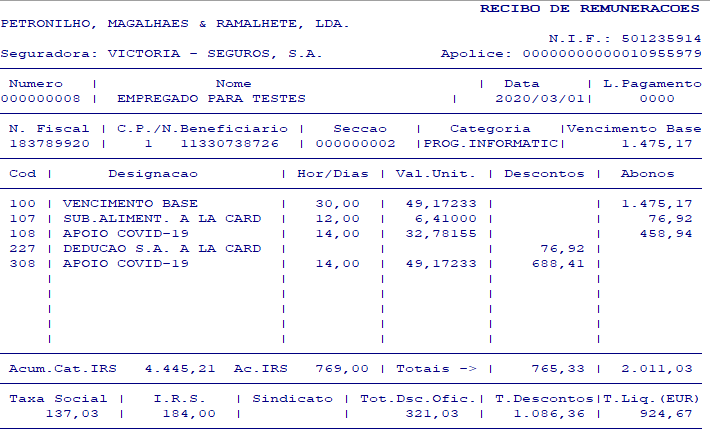 RECIBO DE REMUNERACOES
PETRONILHO, MAGALHAES & RAMALHETE, LDA.
N.I.F.: 501235914
Seguradora: VICTORIA - SEGUROS, S.A. Apolice: 00000000000010955979
Numero | Nome | Data | L.Pagamento
000000008 | EMPREGADO PARA TESTES | 2020/03/01| 0000
N. Fiscal | C.P./N.Beneficiario | Seccao | Categoria |Vencimento Base
183789920 | 1 11330738726 | 000000002 |PROG.INFORMATIC| 1.475,17
Cod | Designacao | Hor/Dias | Val.Unit. | Descontos | Abonos
100 | VENCIMENTO BASE | 30,00 | 49,17233 | | 1.475,17
107 | SUB.ALIMENT. A LA CARD | 12,00 | 6,41000 | | 76,92
108 | APOIO COVID-19 | 14,00 | 32,78155 | | 458,94
227 | DEDUCAO S.A. A LA CARD | | | 76,92 |
308 | APOIO COVID-19 | 14,00 | 49,17233 | 688,41 |
Acum.Cat.IRS 4.445,21 Ac.IRS 769,00 | Totais -> | 765,33 | 2.011,03
Taxa Social | I.R.S. | Sindicato | Tot.Dsc.Ofic.| T.Descontos|T.Liq.(EUR)
137,03 | 184,00 | | 321,03 | 1.086,36 | 924,67